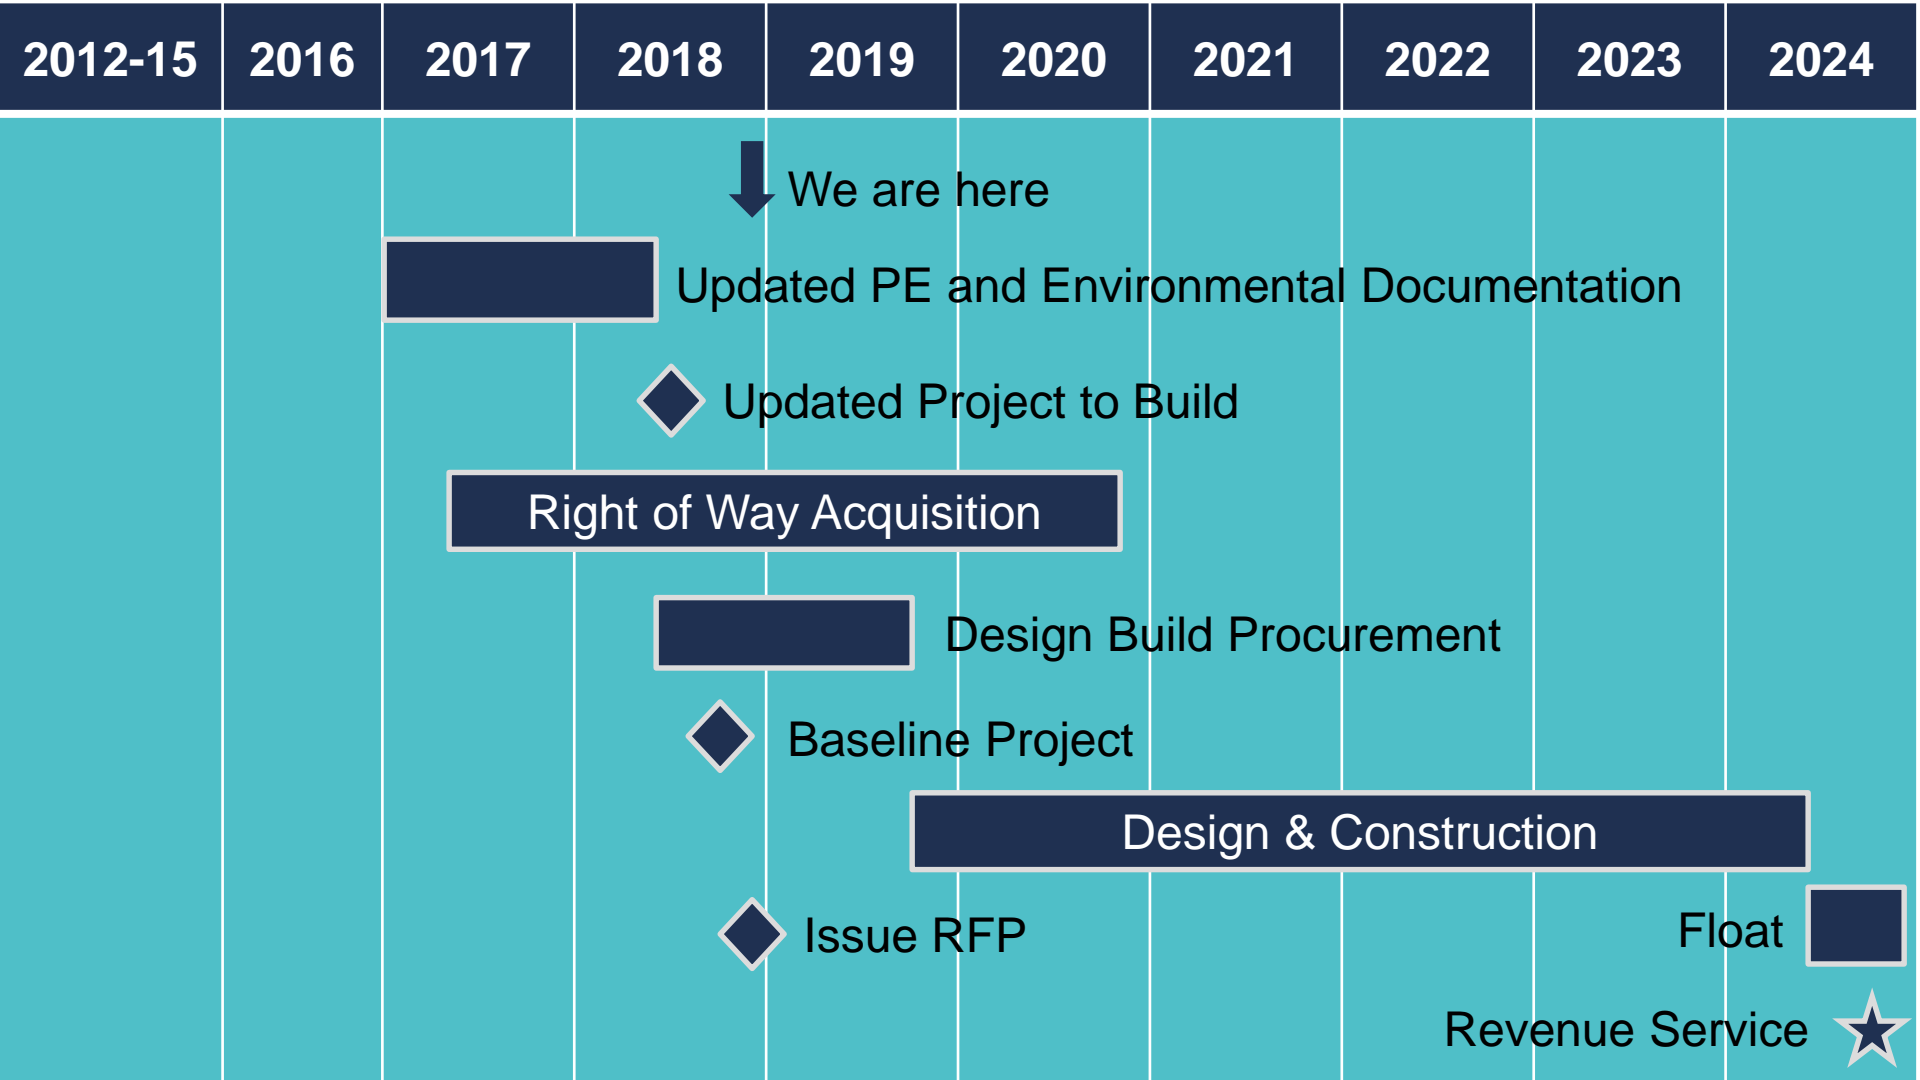 2012-15 2016 2017 2018 2019 2020 2021 2022 2023 2024
We are here
Updated PE and Environmental Documentation
Updated Project to Build
Right of Way Acquisition
Design Build Procurement
Baseline Project
Design & Construction
Issue RFP
Float
Revenue Service